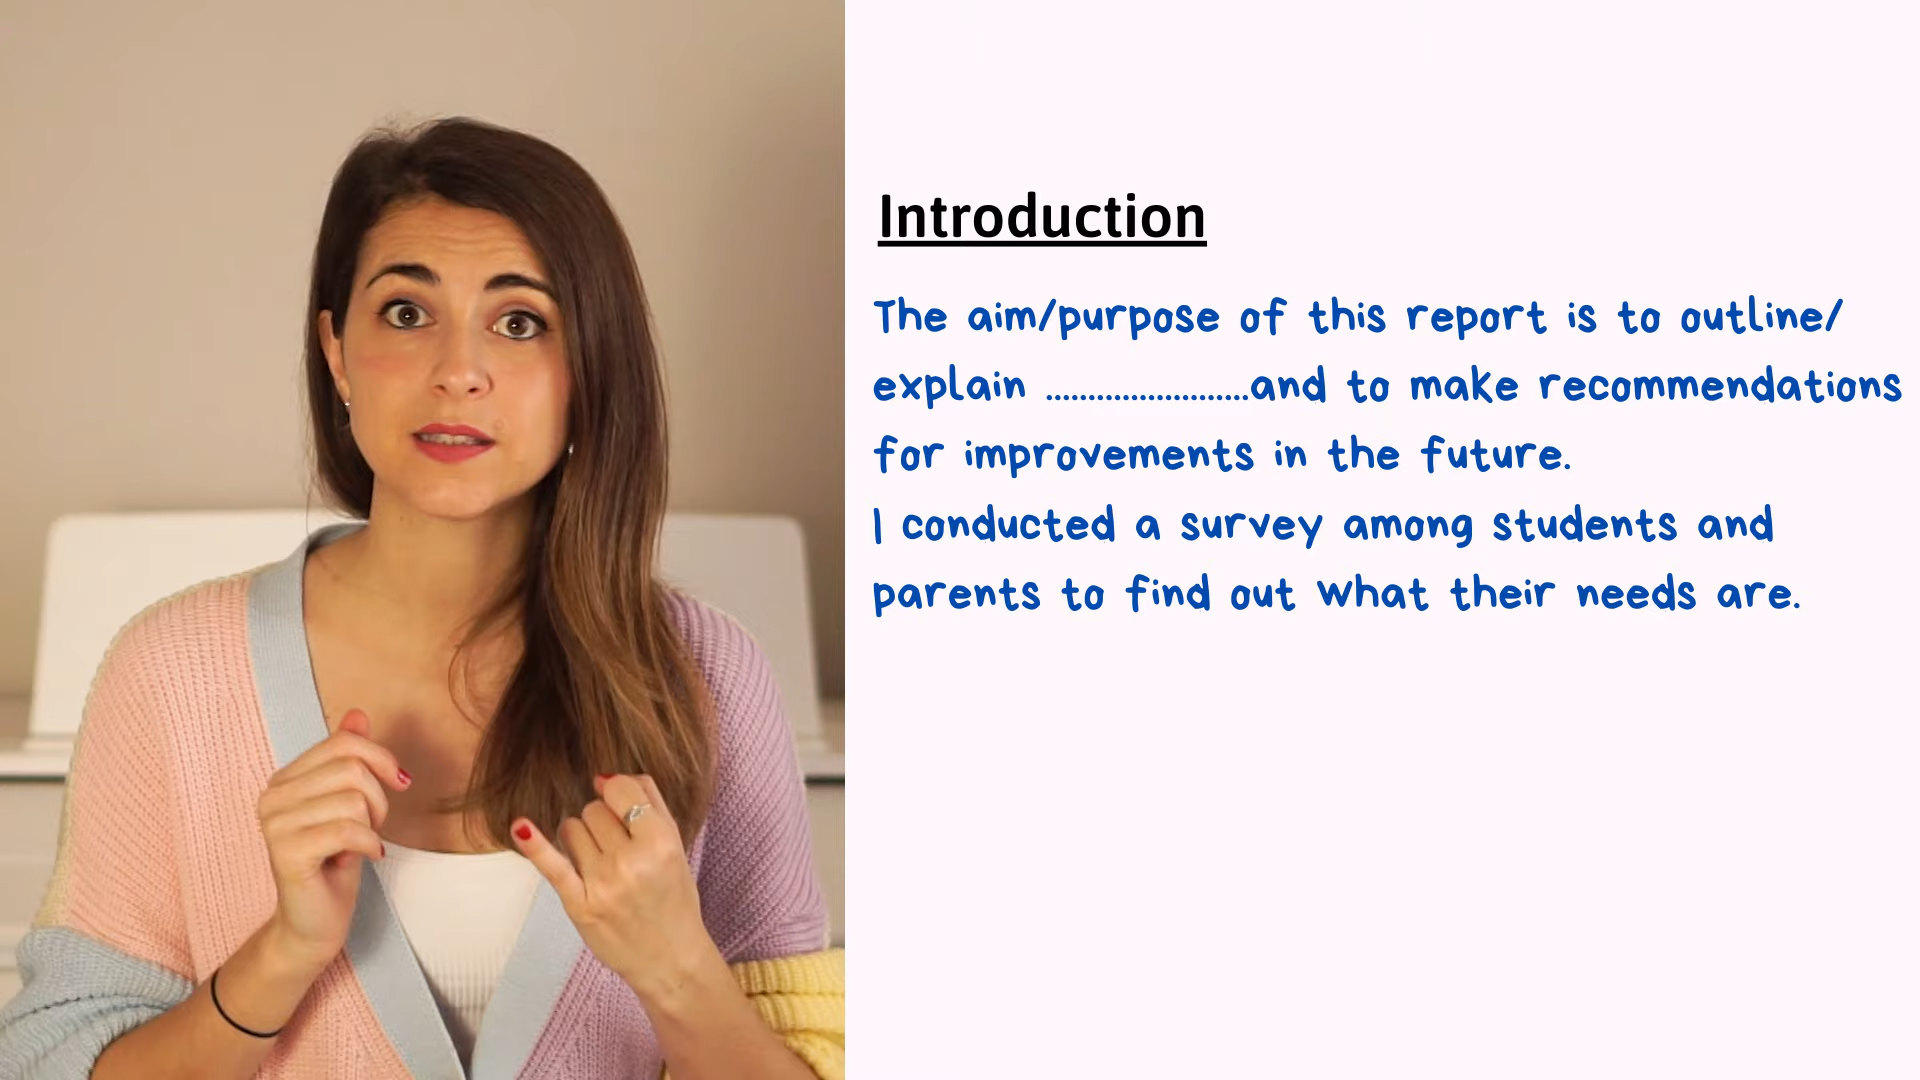 Introduction
The aim/purpose of this report is to outline/
explain ........................and to make recommendations
for improvements in the future.
I conducted a survey among students and
parents to find out what their needs are.